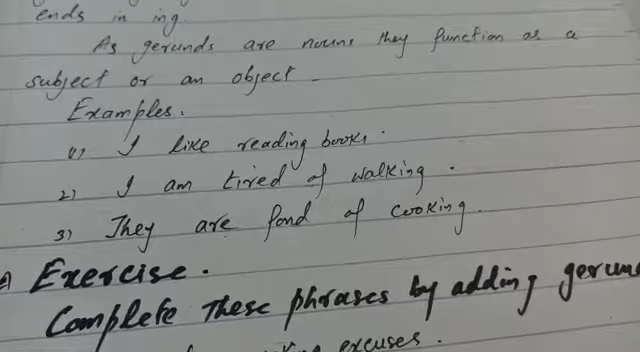 ends in ing.
As gerunds are nouns they function as a
subject or an object.
Examples.
1) I like reading books.
2) I am tired of walking.
3) They are fond of cooking.
Exercise.
Complete These phrases by adding
excuses.